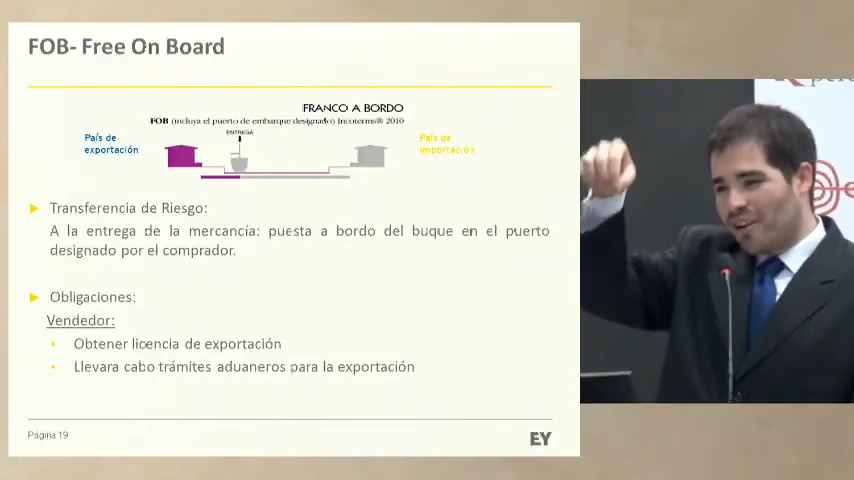 FOB- Free On Board
FRANCO A BORDO
FOB (incluya el puerto de embarque designado) Incoterms® 2010
ENTREGA
País de
exportación
País de
importación
Transferencia de Riesgo:
A la entrega de la mercancía: puesta a bordo del buque en el puerto
designado por el comprador.
Obligaciones:
Vendedor:
Obtener licencia de exportación
Llevara cabo trámites aduaneros para la exportación
Página 19
EY